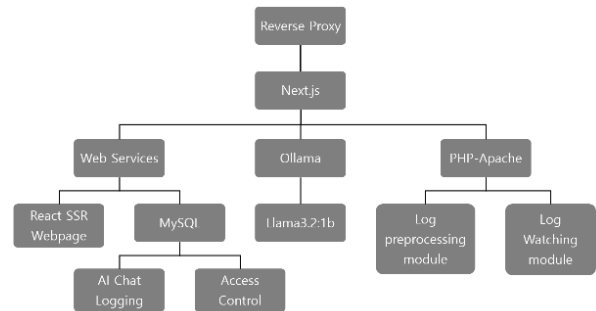 Reverse Proxy
Next.js
Web Services
Ollama
PHP-Apache
React SSR
Webpage
MySQL
Llama3.2:1b
Log
preprocessing
module
Log
Watching
module
AI Chat
Logging
Access
Control